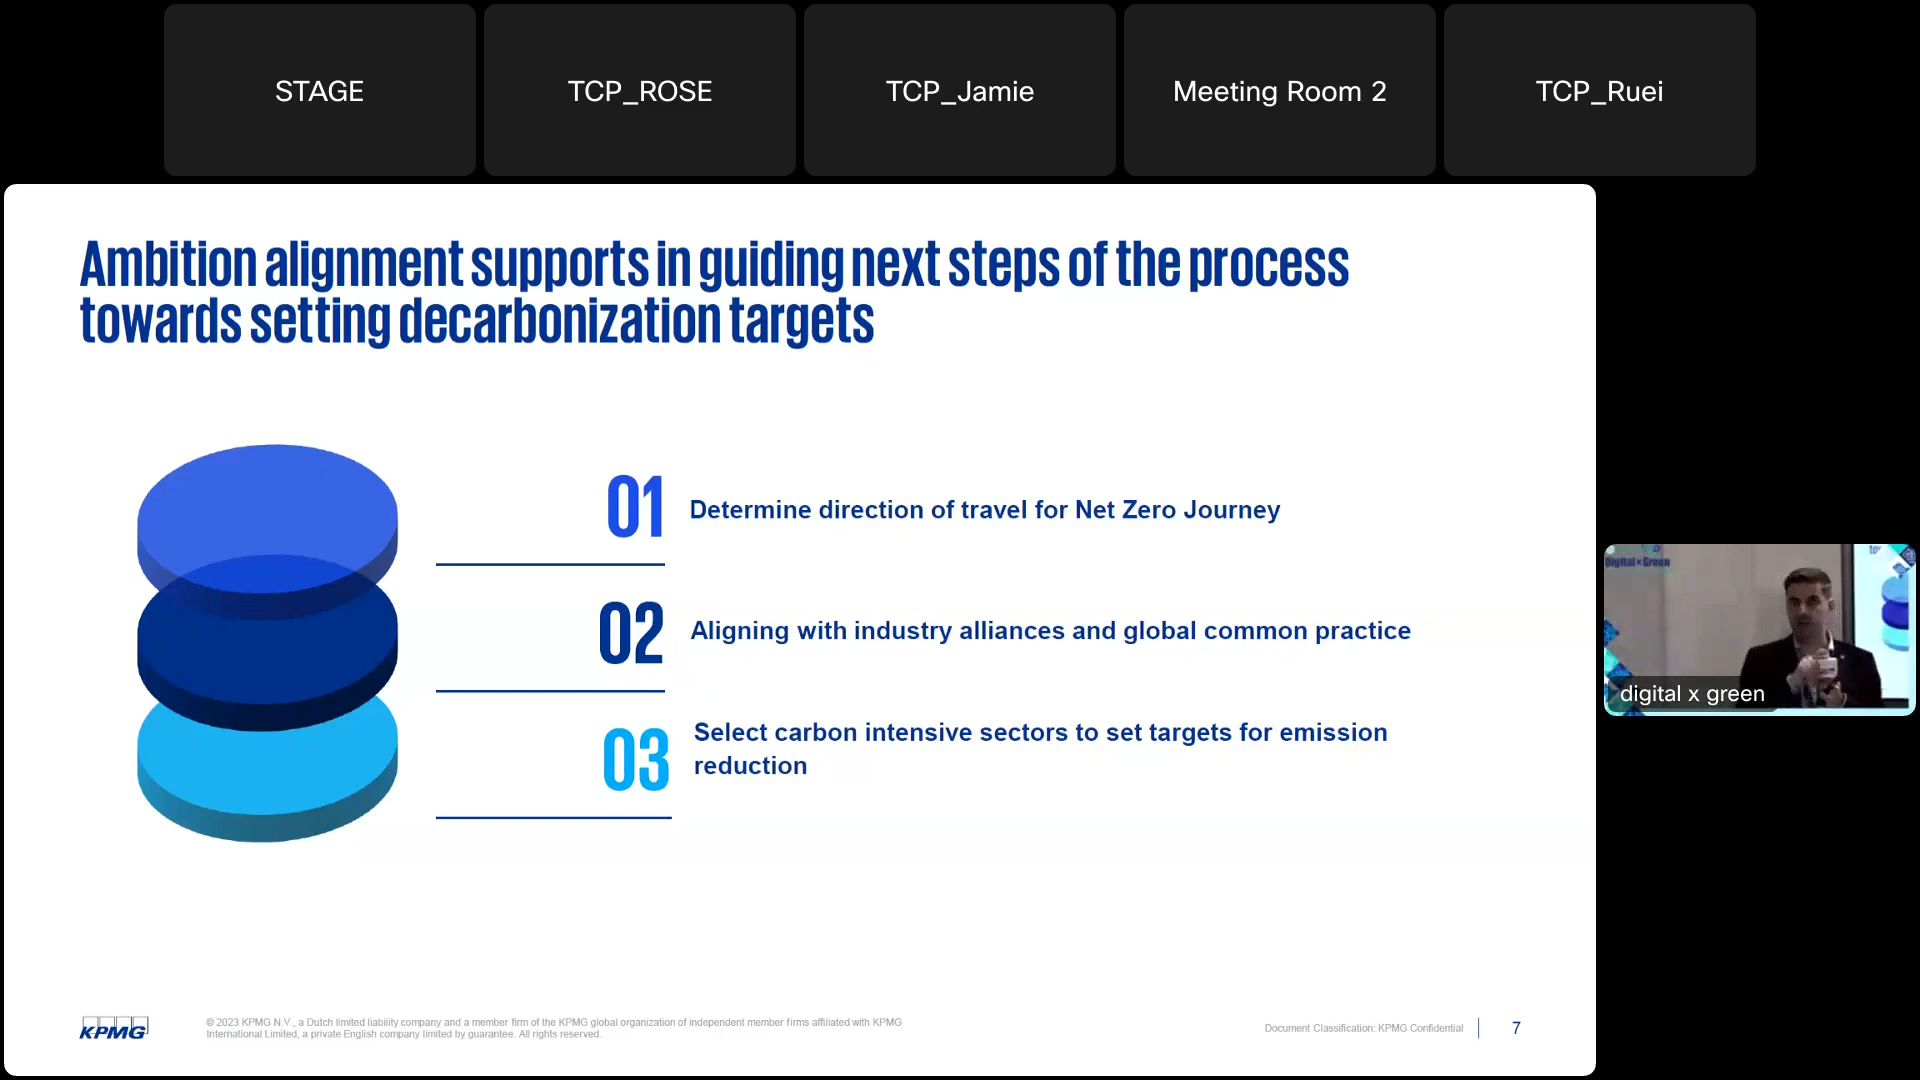 STAGE
TCP_ROSE
TCP_Jamie
Meeting Room 2
TCP_Ruei
Ambition alignment supports in guiding next steps of the process
towards setting decarbonization targets
01
Determine direction of travel for Net Zero Journey
02
Aligning with industry alliances and global common practice
03
Select carbon intensive sectors to set targets for emission
reduction
Digital x Green
digital x green
KPMG
© 2023 KPMG N.V., a Dutch limited liability company and a member firm of the KPMG global organization of independent member firms affiliated with KPMG
International Limited, a private English company limited by guarantee. All rights reserved.
Document Classification: KPMG Confidential
7